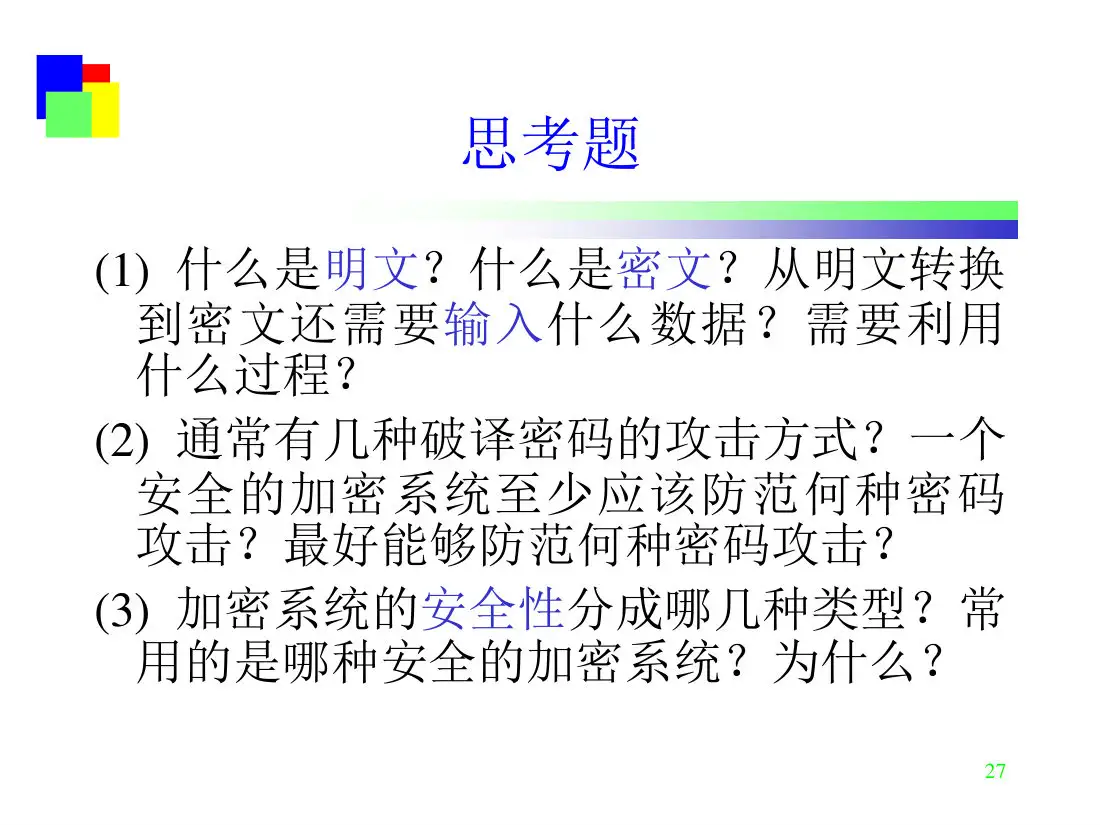 思考题
(1) 什么是明文？什么是密文？从明文转换
到密文还需要输入什么数据？需要利用
什么过程？
(2) 通常有几种破译密码的攻击方式？一个
安全的加密系统至少应该防范何种密码
攻击？最好能够防范何种密码攻击？
(3) 加密系统的安全性分成哪几种类型？常
用的是哪种安全的加密系统？为什么？
27